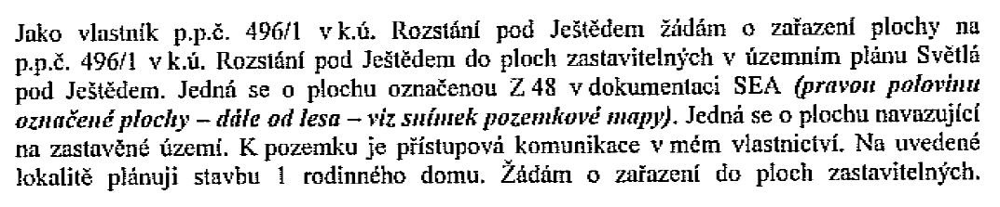 Jako vlastník p.p.č. 496/1 v k.ú. Rozstání pod Ještědem žádám o zařazení plochy na
p.p.č. 496/1 v k.ú. Rozstání pod Ještědem do ploch zastavitelných v územním plánu Světlá
pod Ještědem. Jedná se o plochu označenou Z 48 v dokumentaci SEA (pravou polovinu
označené plochy – dále od lesa – viz snímek pozemkové mapy). Jedná se o plochu navazující
na zastavěné území. K pozemku je přístupová komunikace v mém vlastnictví. Na uvedené
lokalitě plánuji stavbu 1 rodinného domu. Žádám o zařazení do ploch zastavitelných.